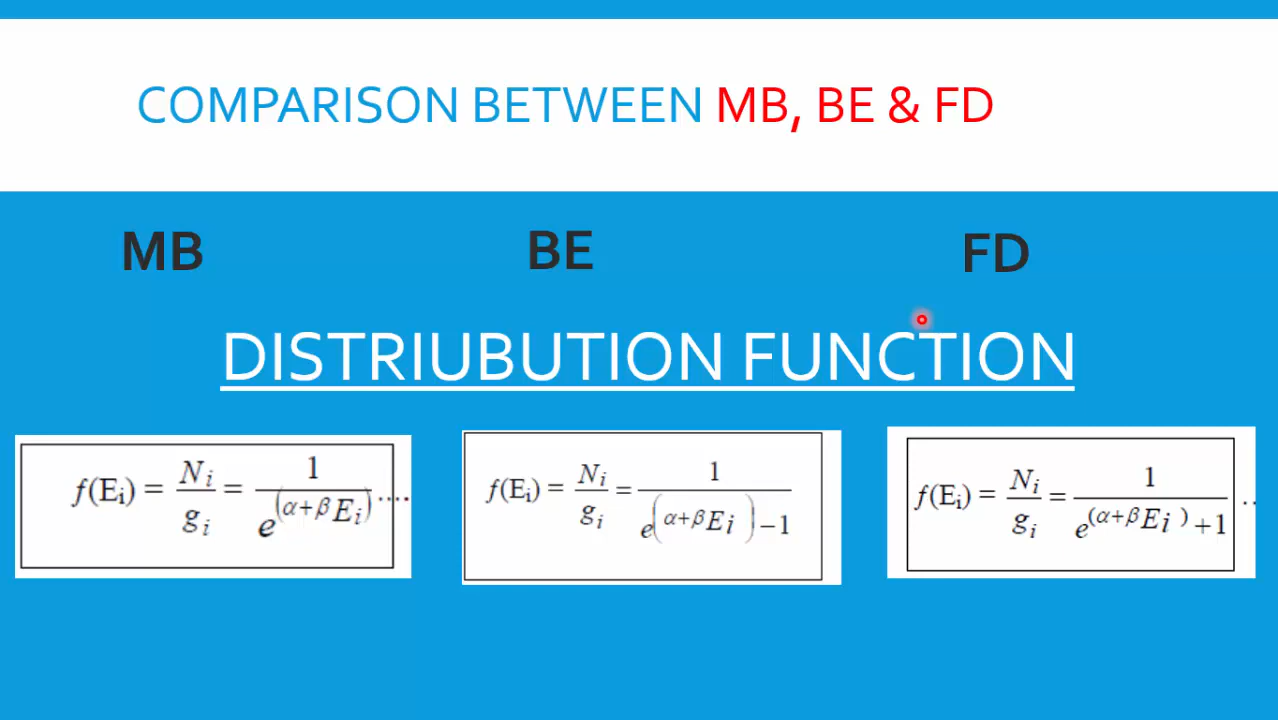 COMPARISON BETWEEN MB, BE & FD
MB BE FD
DISTRIUBUTION FUNCTION
f(Eᵢ) = Nᵢ/gᵢ = 1/e^(α+βEᵢ) ....
f(Eᵢ) = Nᵢ/gᵢ = 1/(e^(α+βEᵢ) −1)
f(Eᵢ) = Nᵢ/gᵢ = 1/(e^(α+βEᵢ) +1) ..